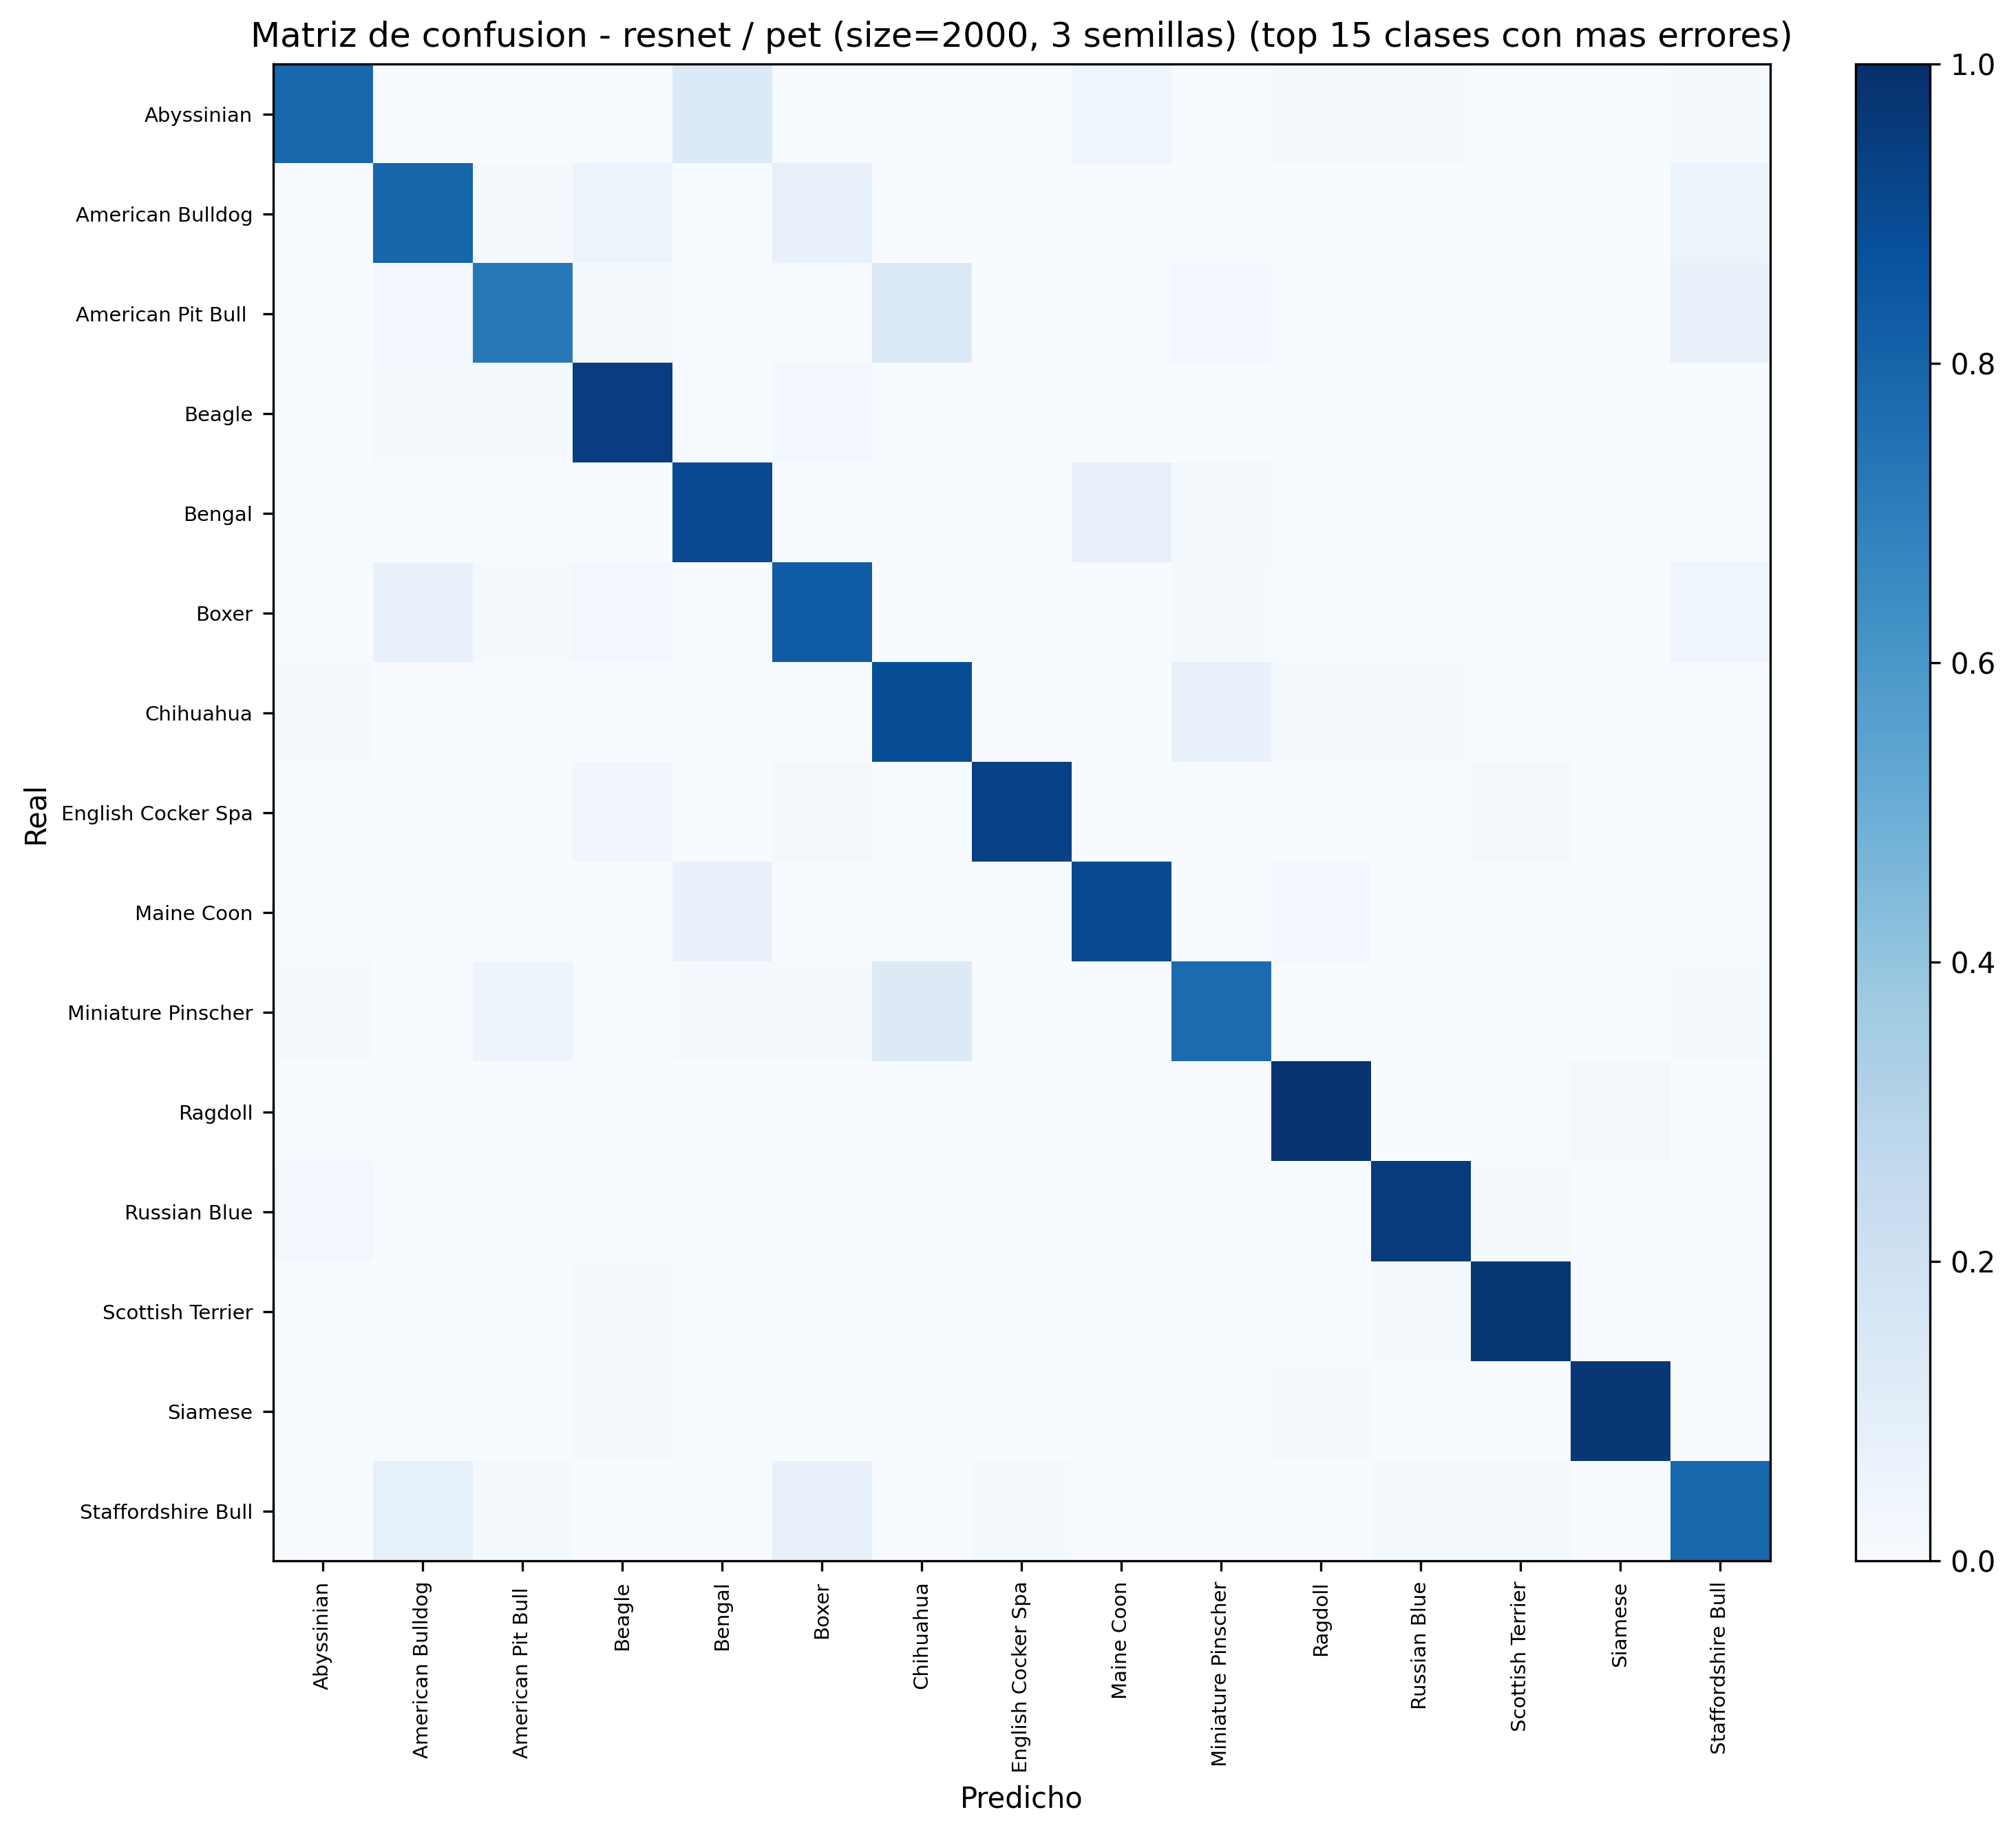 Matriz de confusion - resnet / pet (size=2000, 3 semillas) (top 15 clases con mas errores)
Real
Abyssinian
American Bulldog
American Pit Bull
Beagle
Bengal
Boxer
Chihuahua
English Cocker Spa
Maine Coon
Miniature Pinscher
Ragdoll
Russian Blue
Scottish Terrier
Siamese
Staffordshire Bull
Abyssinian
American Bulldog
American Pit Bull
Beagle
Bengal
Boxer
Chihuahua
English Cocker Spa
Maine Coon
Miniature Pinscher
Ragdoll
Russian Blue
Scottish Terrier
Siamese
Staffordshire Bull
Predicho
1.0
0.8
0.6
0.4
0.2
0.0